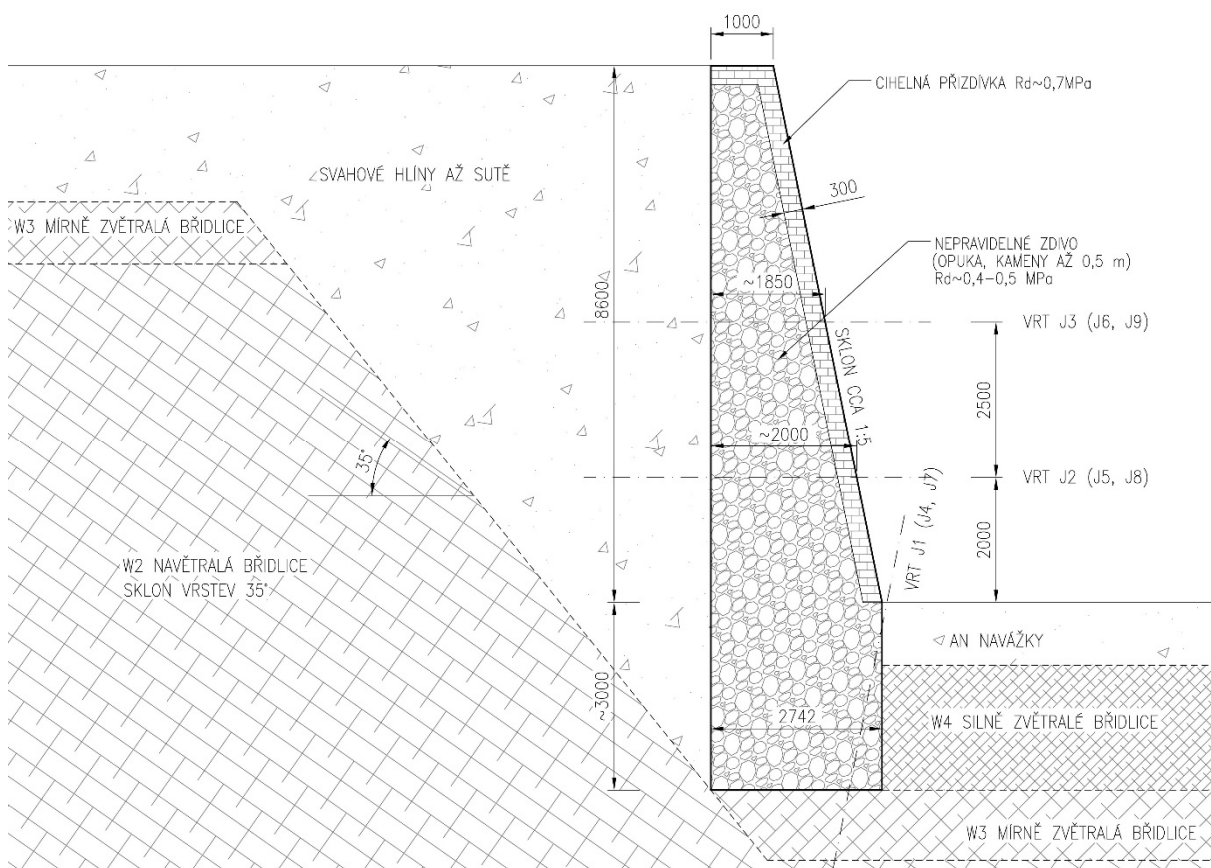 1000
CIHELNÁ PŘIZDÍVKA Rd~0,7MPa
SVAHOVÉ HLÍNY AŽ SUTĚ
300
W3 MÍRNĚ ZVĚTRALÁ BŘIDLICE
NEPRAVIDELNÉ ZDIVO
(OPUKA, KAMENY AŽ 0,5 m)
Rd~0,4-0,5 MPa
8600
~1850
VRT J3 (J6, J9)
SKLON CCA 1:5
2500
~2000
35°
VRT J2 (J5, J8)
VRT J1 (J4, J7)
2000
W2 NAVĚTRALÁ BŘIDLICE
SKLON VRSTEV 35°
AN NAVÁŽKY
~3000
2742
W4 SILNĚ ZVĚTRALÉ BŘIDLICE
W3 MÍRNĚ ZVĚTRALÁ BŘIDLICE